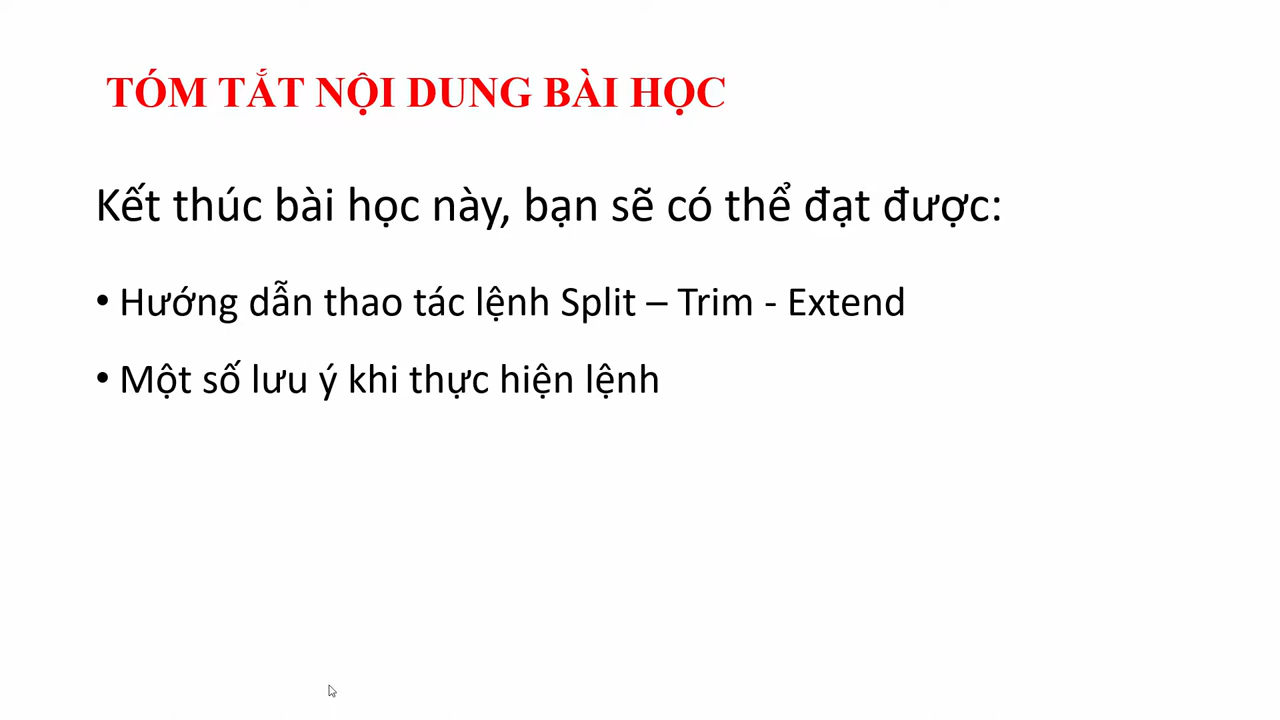 TÓM TẮT NỘI DUNG BÀI HỌC
Kết thúc bài học này, bạn sẽ có thể đạt được:
• Hướng dẫn thao tác lệnh Split – Trim - Extend
• Một số lưu ý khi thực hiện lệnh